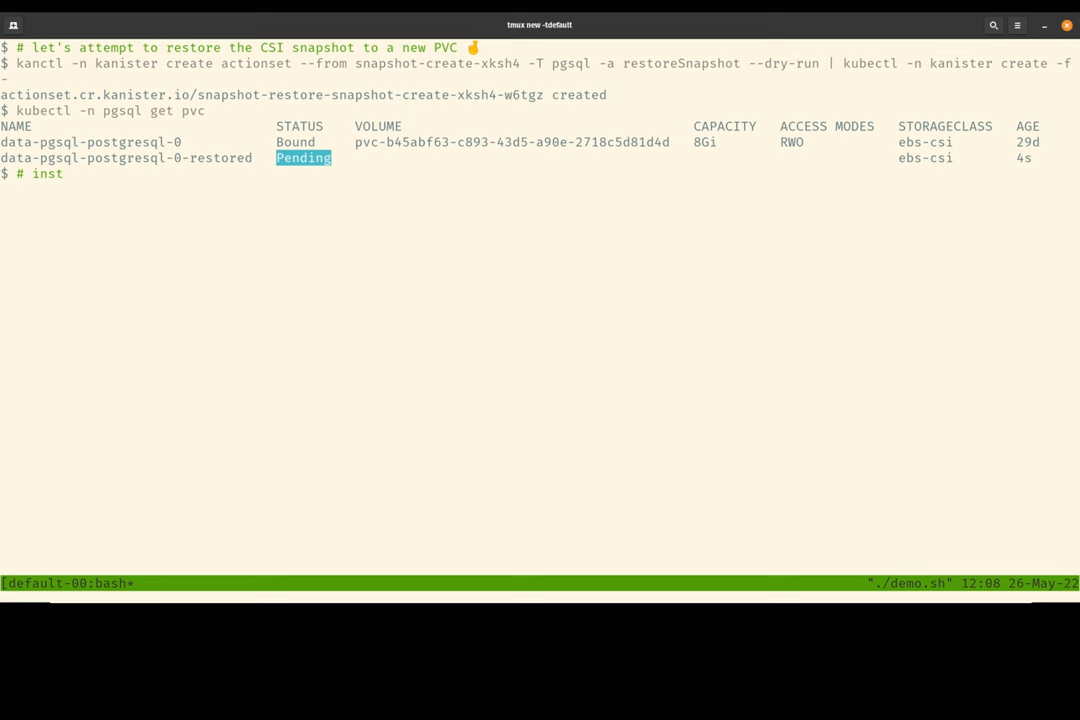 tmux new -tdefault
$ # let's attempt to restore the CSI snapshot to a new PVC 🤞
$ kanctl -n kanister create actionset --from snapshot-create-xksh4 -T pgsql -a restoreSnapshot --dry-run | kubectl -n kanister create -f
-
actionset.cr.kanister.io/snapshot-restore-snapshot-create-xksh4-w6tgz created
$ kubectl -n pgsql get pvc
NAME STATUS VOLUME CAPACITY ACCESS MODES STORAGECLASS AGE
data-pgsql-postgresql-0 Bound pvc-b45abf63-c893-43d5-a90e-2718c5d81d4d 8Gi RWO ebs-csi 29d
data-pgsql-postgresql-0-restored Pending ebs-csi 4s
$ # inst
[default-00:bash* "./demo.sh" 12:08 26-May-22